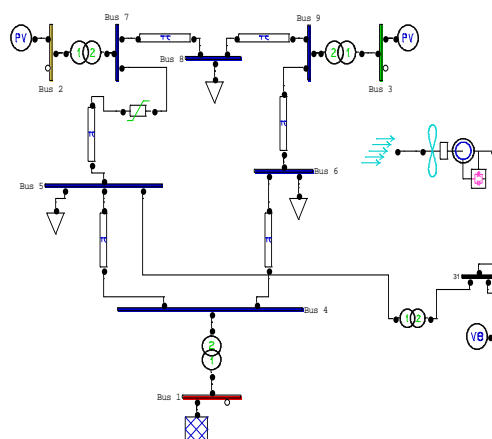 Bus 7
Bus 9
PV
1 2
π
Bus 8
π
2 1
PV
Bus 2
Bus 3
π
π
Bus 5
Bus 6
π
π
31
Bus 4
1 2
2
1
Bus 1